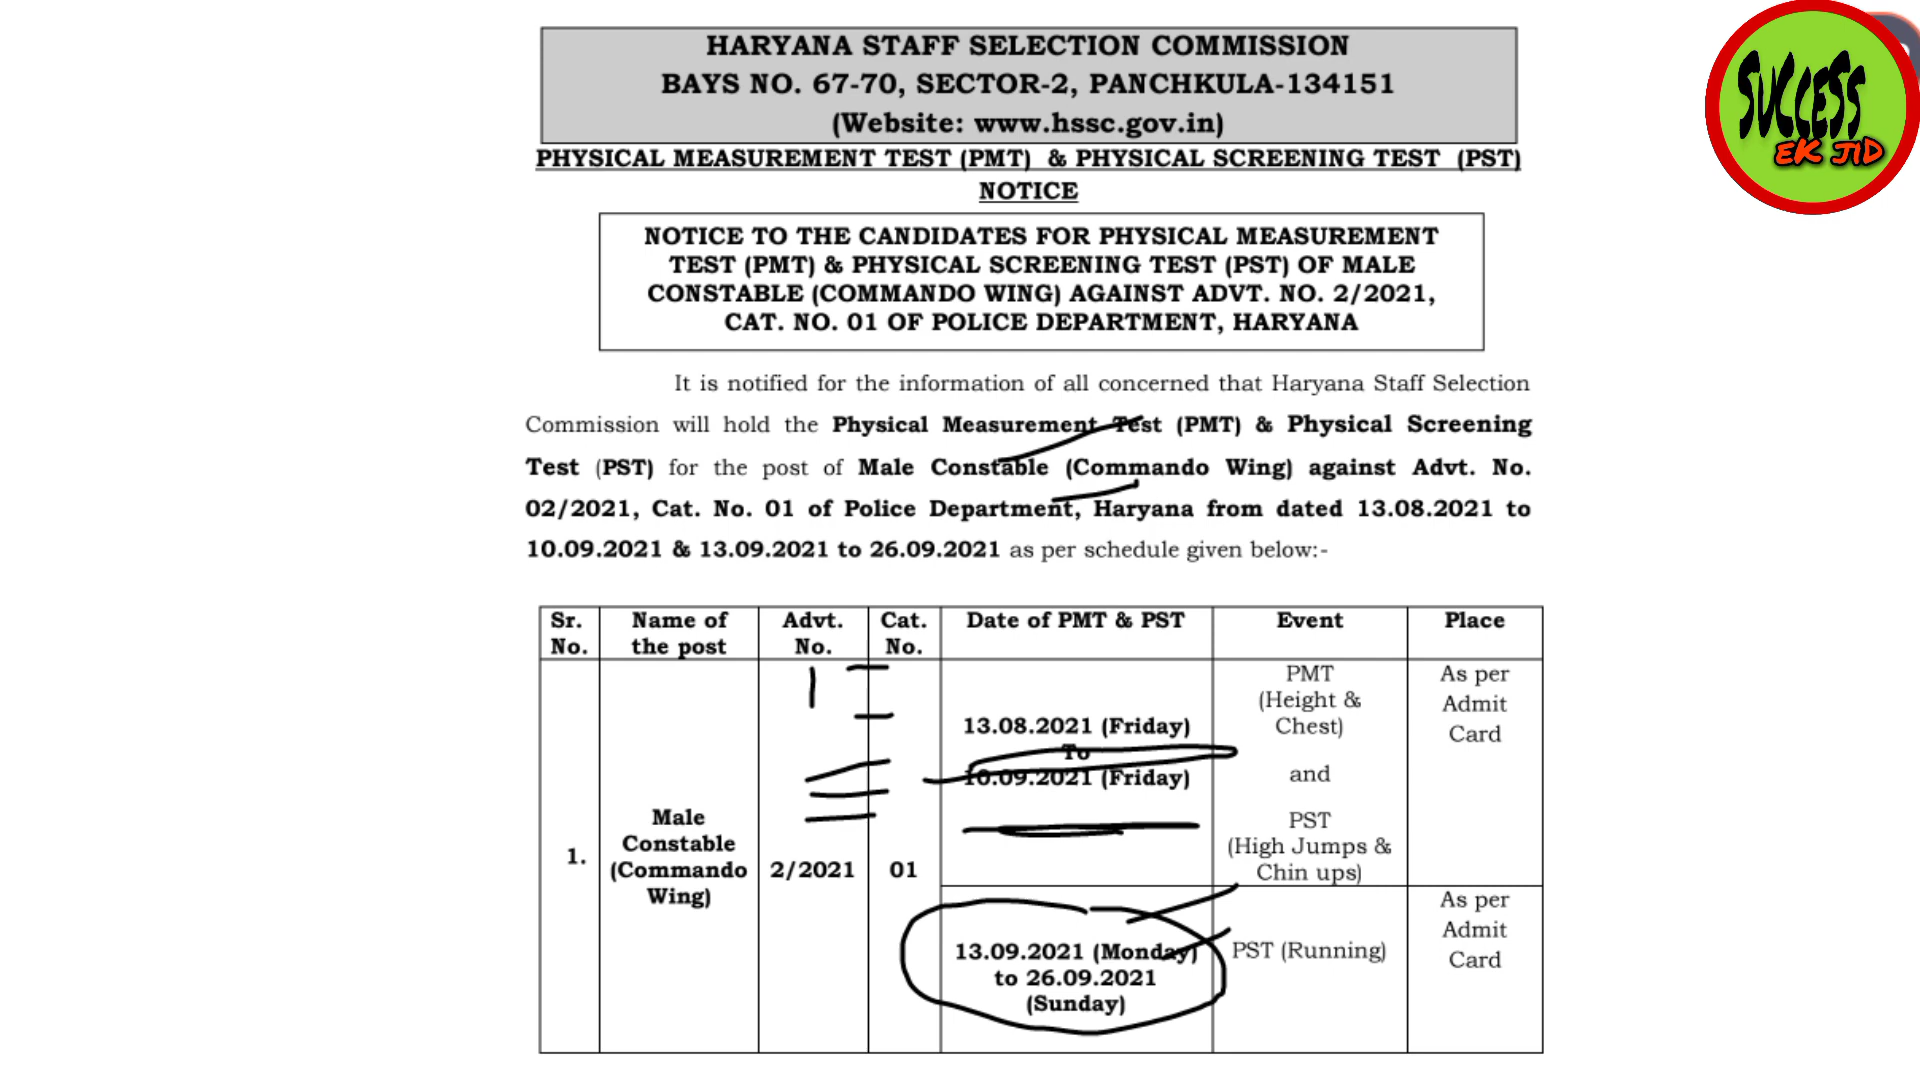 HARYANA STAFF SELECTION COMMISSION
BAYS NO. 67-70, SECTOR-2, PANCHKULA-134151
(Website: www.hssc.gov.in)
PHYSICAL MEASUREMENT TEST (PMT) & PHYSICAL SCREENING TEST (PST)
NOTICE
NOTICE TO THE CANDIDATES FOR PHYSICAL MEASUREMENT
TEST (PMT) & PHYSICAL SCREENING TEST (PST) OF MALE
CONSTABLE (COMMANDO WING) AGAINST ADVT. NO. 2/2021,
CAT. NO. 01 OF POLICE DEPARTMENT, HARYANA
It is notified for the information of all concerned that Haryana Staff Selection
Commission will hold the Physical Measurement Test (PMT) & Physical Screening
Test (PST) for the post of Male Constable (Commando Wing) against Advt. No.
02/2021, Cat. No. 01 of Police Department, Haryana from dated 13.08.2021 to
10.09.2021 & 13.09.2021 to 26.09.2021 as per schedule given below:-
Sr. No. Name of the post Advt. No. Cat. No. Date of PMT & PST Event Place
1.
Male
Constable
(Commando
Wing)
2/2021
01
13.08.2021 (Friday)
To
10.09.2021 (Friday)
PMT
(Height &
Chest)
and
PST
(High Jumps &
Chin ups)
As per
Admit
Card
13.09.2021 (Monday)
to 26.09.2021
(Sunday)
PST (Running)
As per
Admit
Card
SUCCESS
EK JID